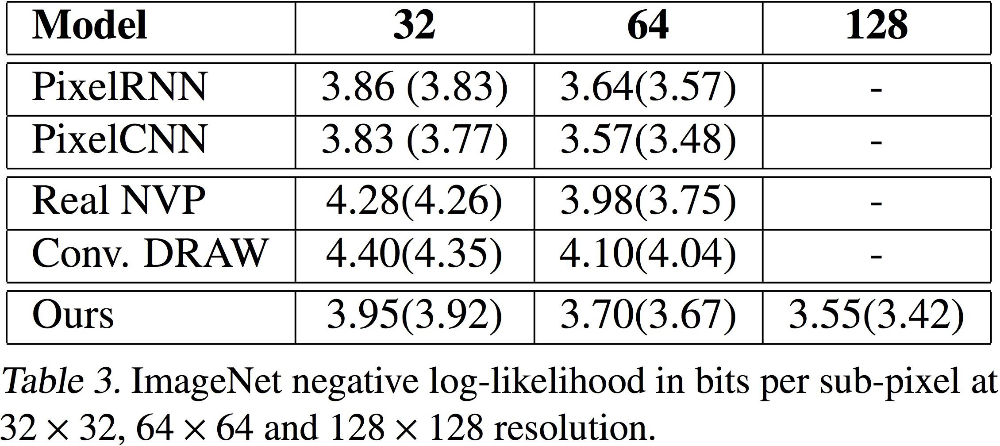 Model 32 64 128
PixelRNN 3.86 (3.83) 3.64(3.57) -
PixelCNN 3.83 (3.77) 3.57(3.48) -
Real NVP 4.28(4.26) 3.98(3.75) -
Conv. DRAW 4.40(4.35) 4.10(4.04) -
Ours 3.95(3.92) 3.70(3.67) 3.55(3.42)
Table 3. ImageNet negative log-likelihood in bits per sub-pixel at
32 × 32, 64 × 64 and 128 × 128 resolution.